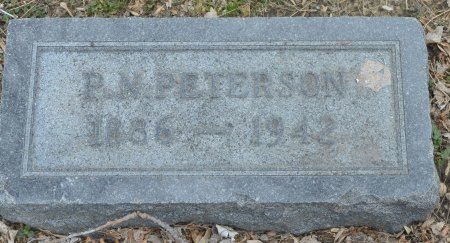 P.N. PETERSON
1886 — 1942